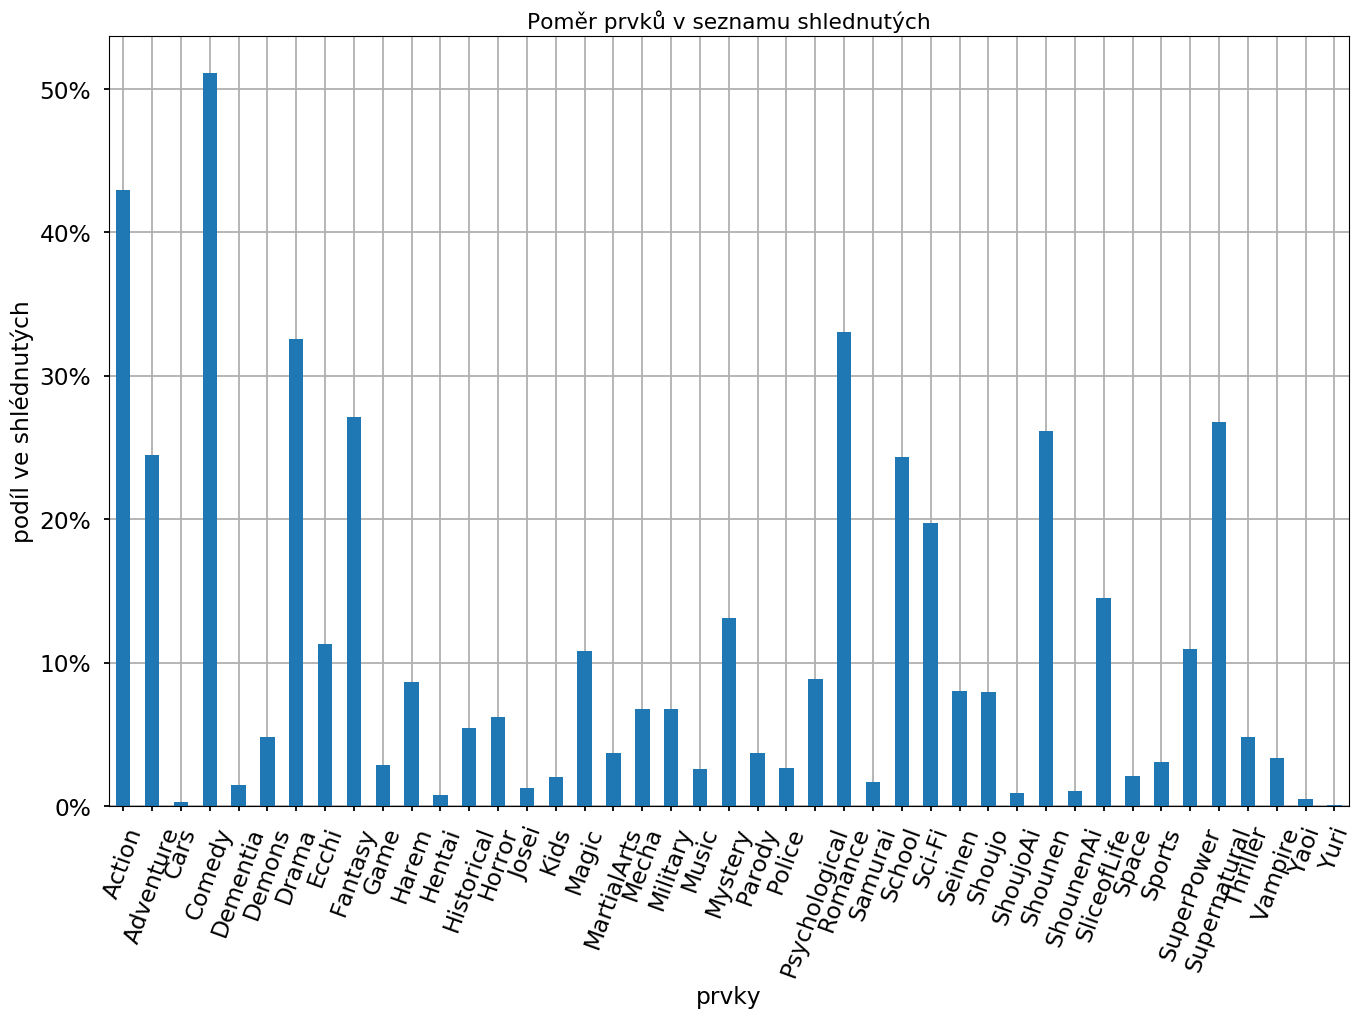 Poměr prvků v seznamu shlednutých
50%
40%
30%
20%
10%
0%
podíl ve shlédnutých
Action
Adventure
Cars
Comedy
Dementia
Demons
Drama
Ecchi
Fantasy
Game
Harem
Hentai
Historical
Horror
Josei
Kids
Magic
MartialArts
Mecha
Military
Music
Mystery
Parody
Police
Psychological
Romance
Samurai
School
Sci-Fi
Seinen
Shoujo
ShoujoAi
Shounen
ShounenAi
SliceofLife
Space
Sports
SuperPower
Supernatural
Thriller
Vampire
Yaoi
Yuri
prvky